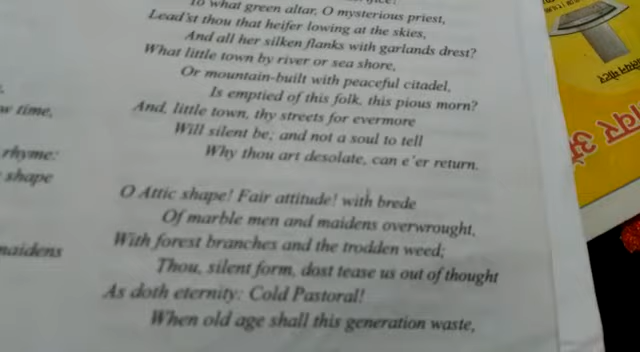 To what green altar, O mysterious priest,
Lead'st thou that heifer lowing at the skies,
And all her silken flanks with garlands drest?
What little town by river or sea shore,
Or mountain-built with peaceful citadel,
Is emptied of this folk, this pious morn?
And, little town, thy streets for evermore
Will silent be; and not a soul to tell
Why thou art desolate, can e'er return.
O Attic shape! Fair attitude! with brede
Of marble men and maidens overwrought,
With forest branches and the trodden weed;
Thou, silent form, dost tease us out of thought
As doth eternity: Cold Pastoral!
When old age shall this generation waste,
time,
rhyme:
shape
maidens